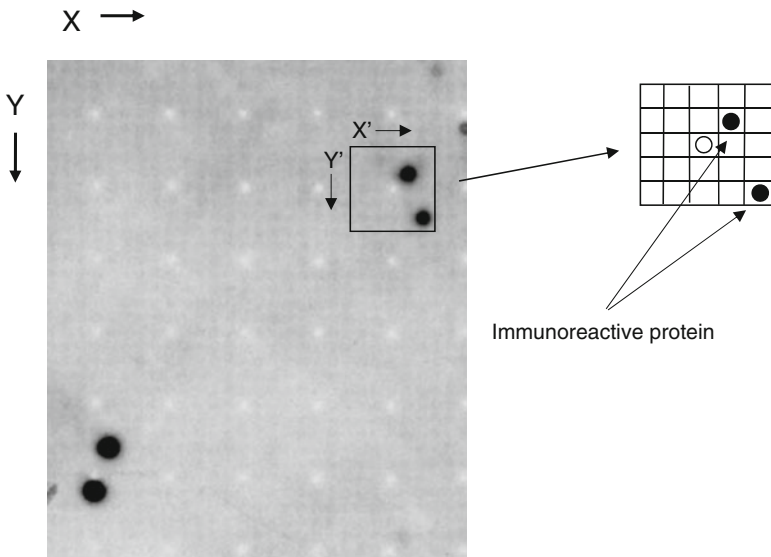 X
Y
X’
Y’
Immunoreactive protein